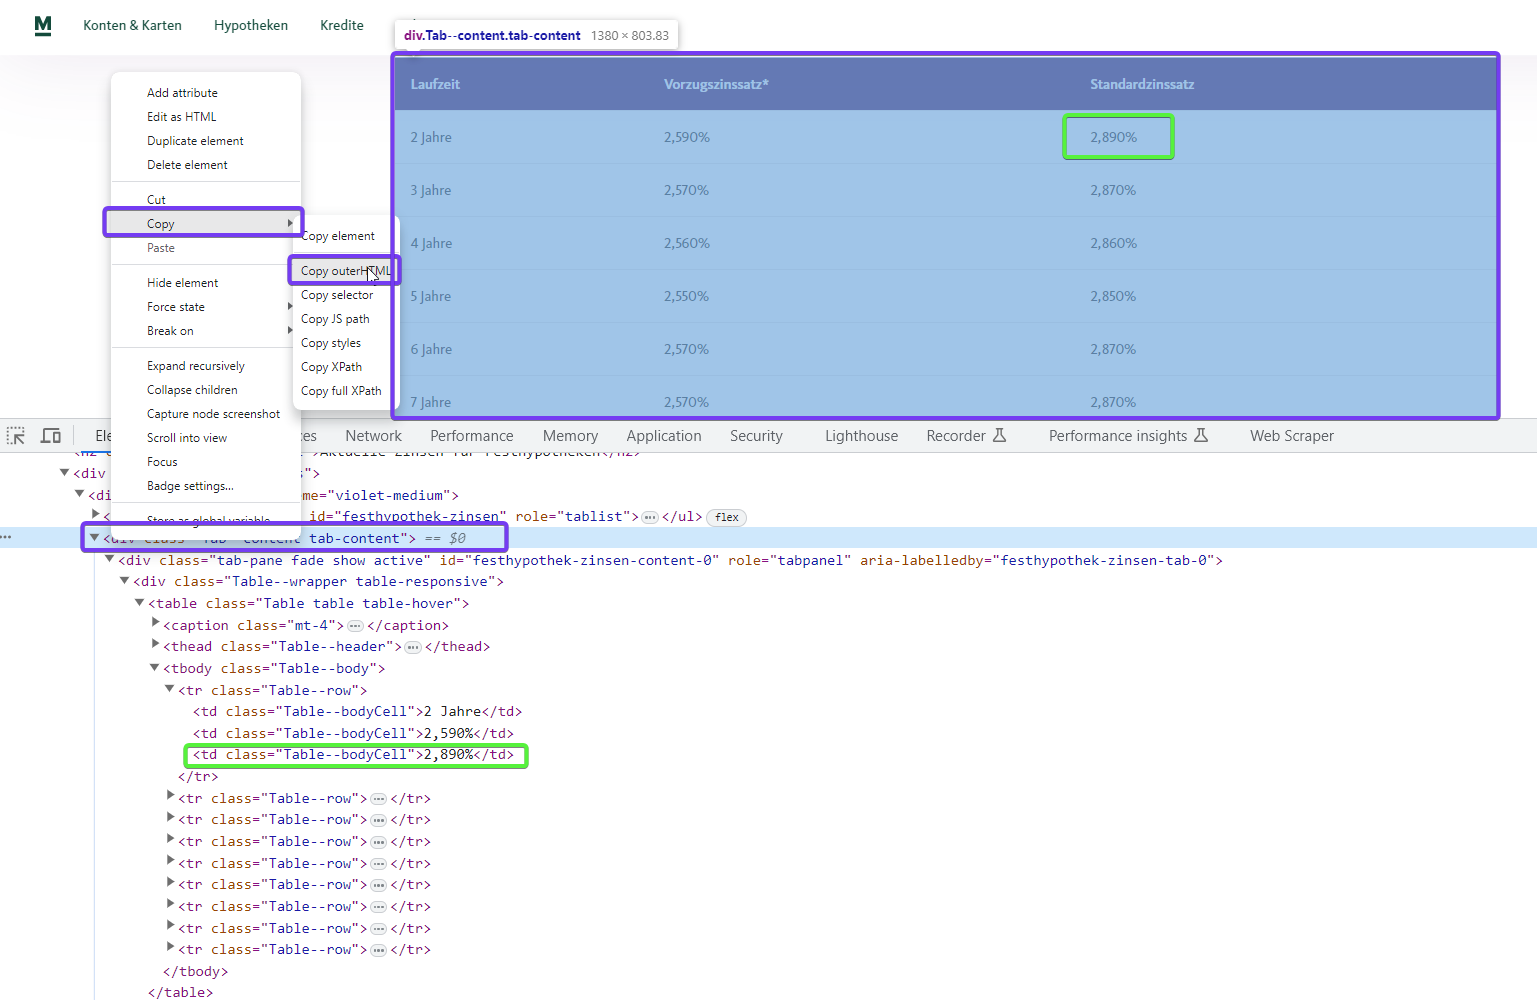 M Konten & Karten Hypotheken Kredite
div.Tab--content.tab-content 1380 × 803.83
Laufzeit Vorzugszinssatz* Standardzinssatz
2 Jahre 2,590% 2,890%
3 Jahre 2,570% 2,870%
4 Jahre 2,560% 2,860%
5 Jahre 2,550% 2,850%
6 Jahre 2,570% 2,870%
7 Jahre 2,570% 2,870%
Add attribute
Edit as HTML
Duplicate element
Delete element
Cut
Copy
Paste
Hide element
Force state
Break on
Expand recursively
Collapse children
Capture node screenshot
Scroll into view
Focus
Badge settings...
Store as global variable
Copy element
Copy outerHTML
Copy selector
Copy JS path
Copy styles
Copy XPath
Copy full XPath
Ele ces Network Performance Memory Application Security Lighthouse Recorder Performance insights Web Scraper
>Aktuelle Zinsen für Festhypotheken</h2>
<div s">
<di me="violet-medium">
< id="festhypothek-zinsen" role="tablist"> ... </ul> flex
... <div class="Tab--content tab-content"> == $0
<div class="tab-pane fade show active" id="festhypothek-zinsen-content-0" role="tabpanel" aria-labelledby="festhypothek-zinsen-tab-0">
<div class="Table--wrapper table-responsive">
<table class="Table table table-hover">
<caption class="mt-4"> ... </caption>
<thead class="Table--header"> ... </thead>
<tbody class="Table--body">
<tr class="Table--row">
<td class="Table--bodyCell">2 Jahre</td>
<td class="Table--bodyCell">2,590%</td>
<td class="Table--bodyCell">2,890%</td>
</tr>
<tr class="Table--row"> ... </tr>
<tr class="Table--row"> ... </tr>
<tr class="Table--row"> ... </tr>
<tr class="Table--row"> ... </tr>
<tr class="Table--row"> ... </tr>
<tr class="Table--row"> ... </tr>
<tr class="Table--row"> ... </tr>
<tr class="Table--row"> ... </tr>
</tbody>
</table>